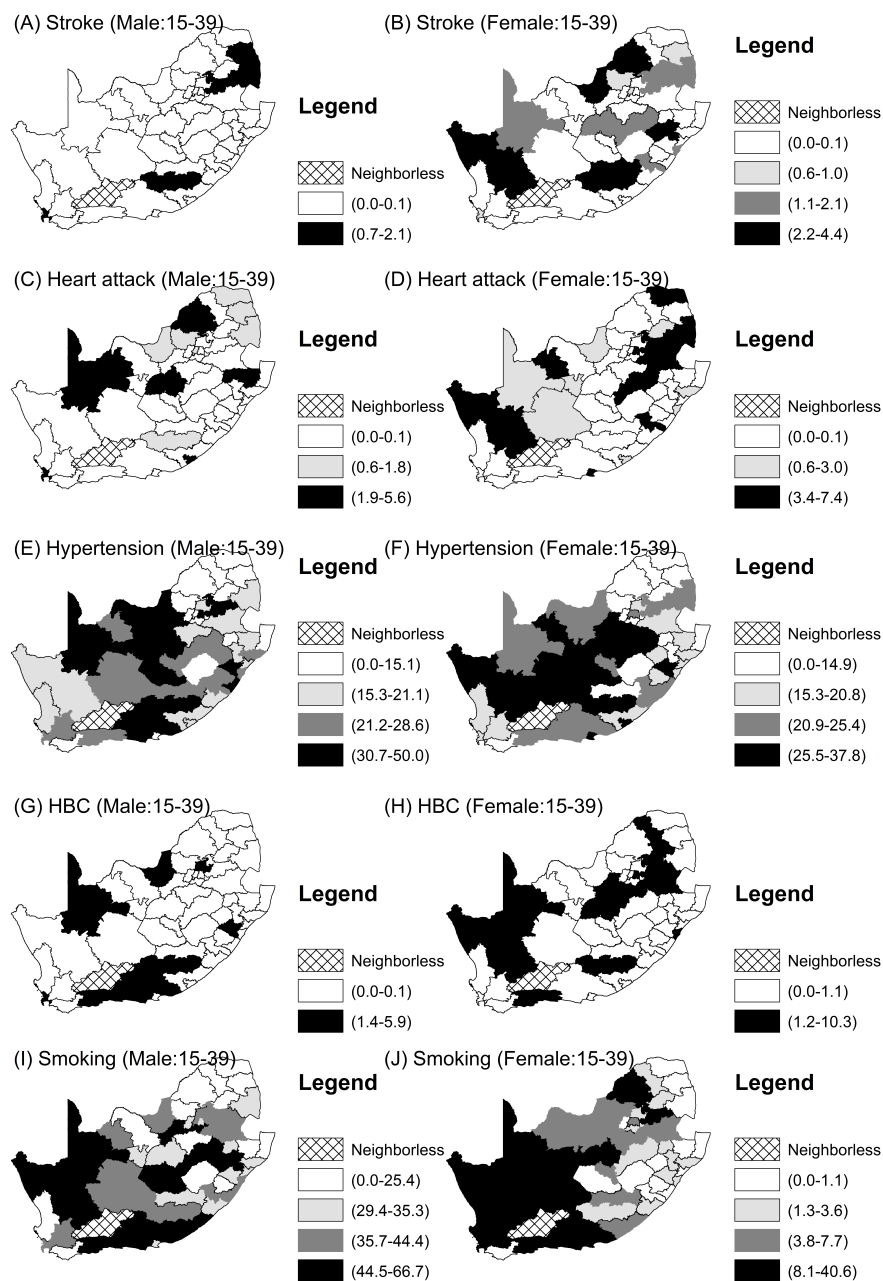 (A) Stroke (Male:15-39)
Legend
Neighborless
(0.0-0.1)
(0.7-2.1)
(B) Stroke (Female:15-39)
Legend
Neighborless
(0.0-0.1)
(0.6-1.0)
(1.1-2.1)
(2.2-4.4)
(C) Heart attack (Male:15-39)
Legend
Neighborless
(0.0-0.1)
(0.6-1.8)
(1.9-5.6)
(D) Heart attack (Female:15-39)
Legend
Neighborless
(0.0-0.1)
(0.6-3.0)
(3.4-7.4)
(E) Hypertension (Male:15-39)
Legend
Neighborless
(0.0-15.1)
(15.3-21.1)
(21.2-28.6)
(30.7-50.0)
(F) Hypertension (Female:15-39)
Legend
Neighborless
(0.0-14.9)
(15.3-20.8)
(20.9-25.4)
(25.5-37.8)
(G) HBC (Male:15-39)
Legend
Neighborless
(0.0-0.1)
(1.4-5.9)
(H) HBC (Female:15-39)
Legend
Neighborless
(0.0-1.1)
(1.2-10.3)
(I) Smoking (Male:15-39)
Legend
Neighborless
(0.0-25.4)
(29.4-35.3)
(35.7-44.4)
(44.5-66.7)
(J) Smoking (Female:15-39)
Legend
Neighborless
(0.0-1.1)
(1.3-3.6)
(3.8-7.7)
(8.1-40.6)